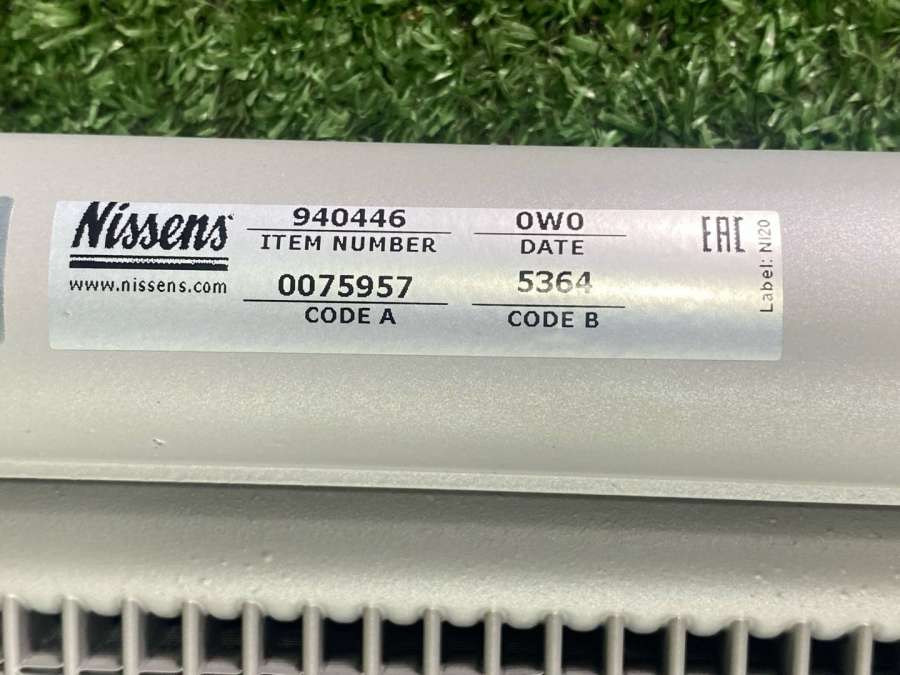 Nissens
www.nissens.com
940446
ITEM NUMBER
0075957
CODE A
0W0
DATE
5364
CODE B
EAC
Label: NI20